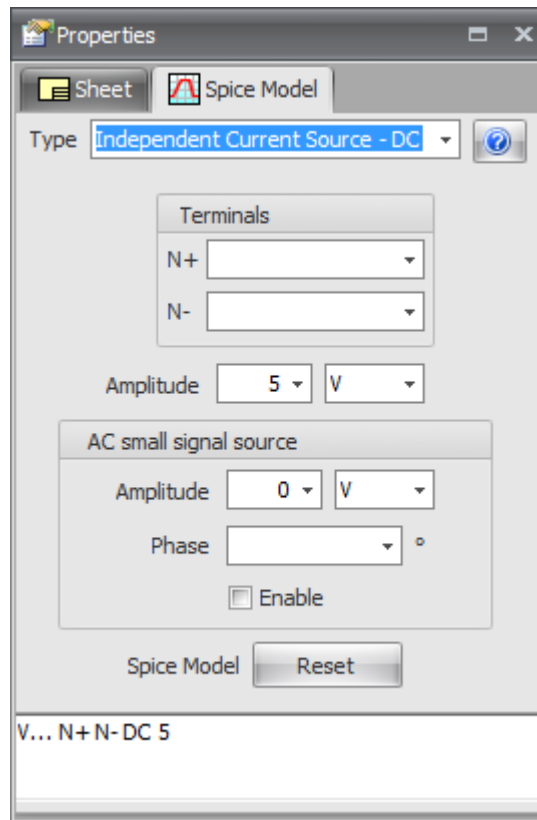 Properties
Sheet Spice Model
Type Independent Current Source - DC
Terminals
N+
N-
Amplitude 5 V
AC small signal source
Amplitude 0 V
Phase °
Enable
Spice Model Reset
V... N+ N- DC 5